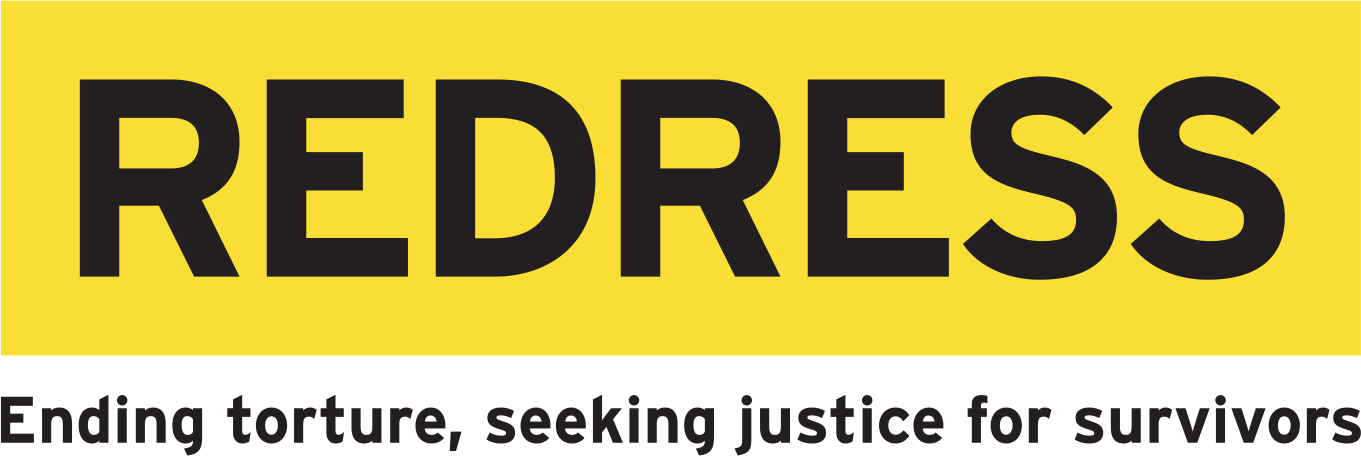 REDRESS
Ending torture, seeking justice for survivors